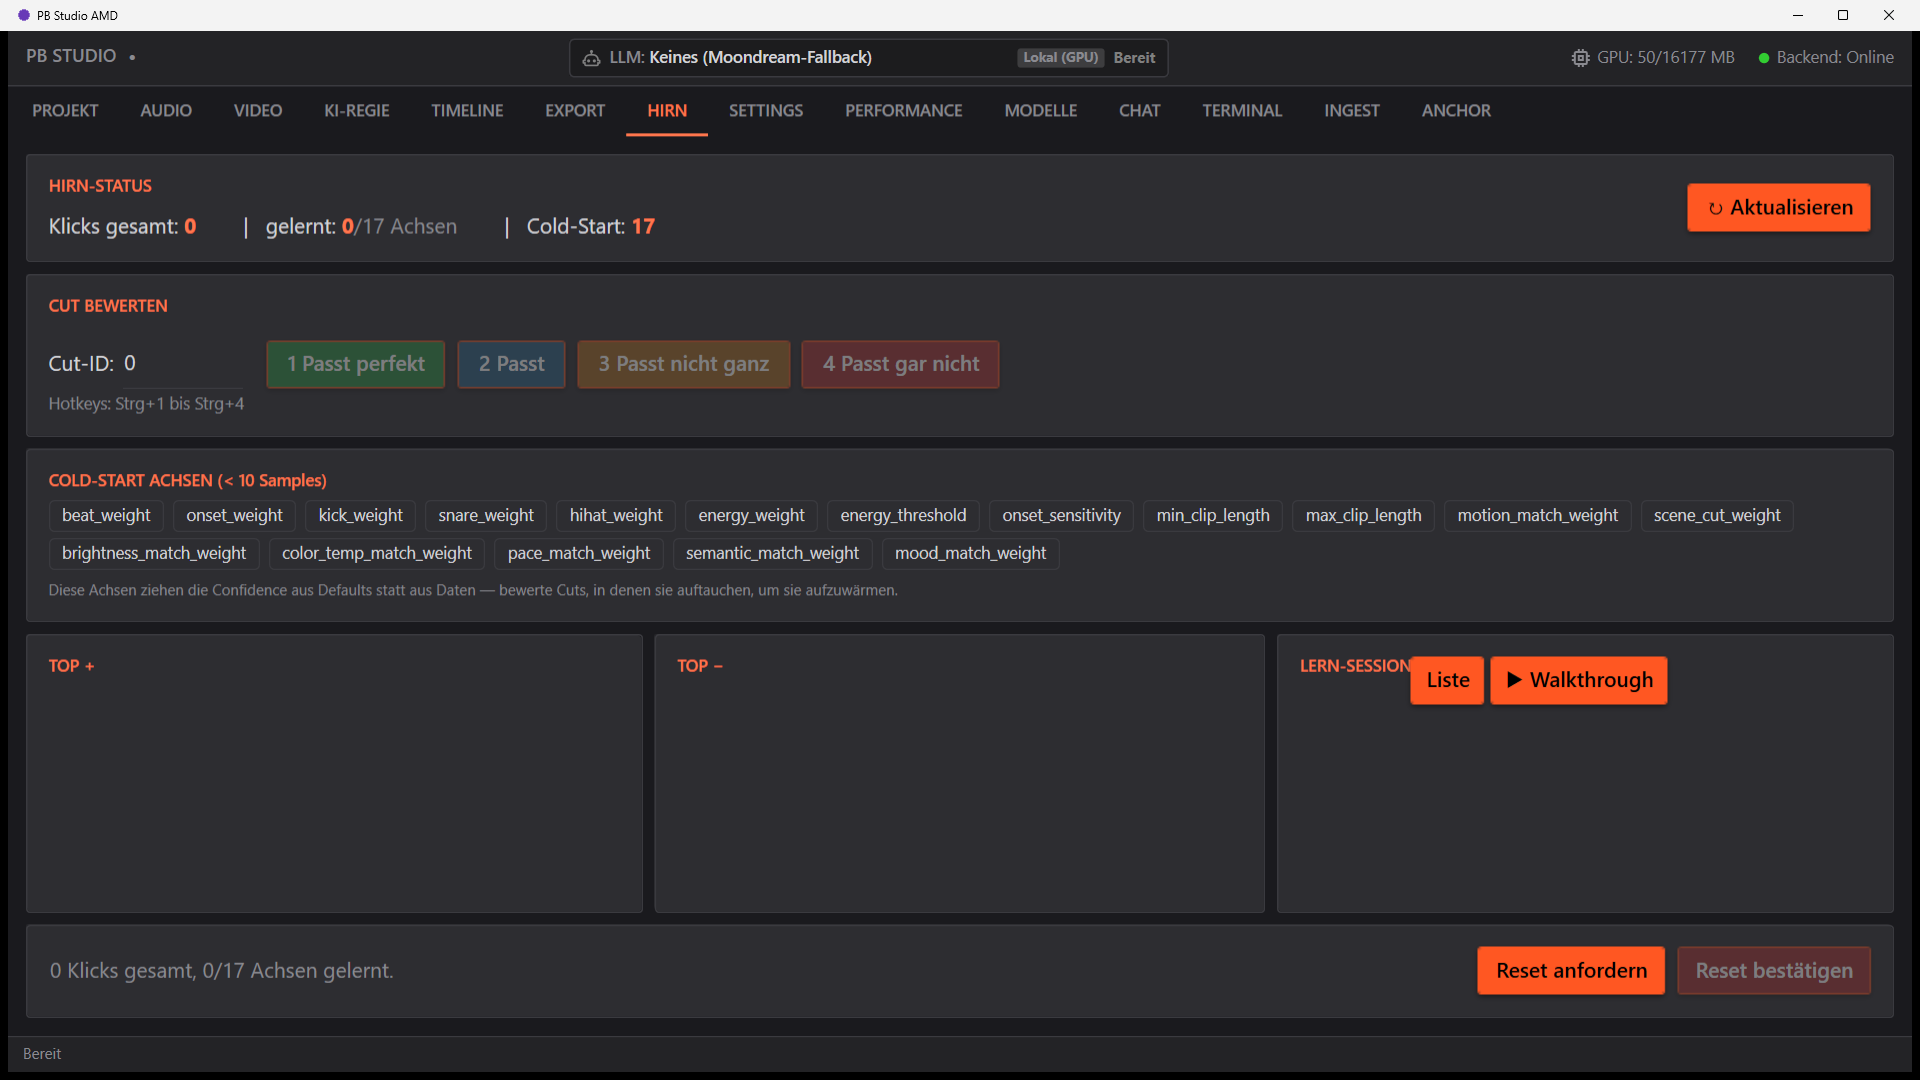 PB Studio AMD
PB STUDIO •
LLM: Keines (Moondream-Fallback) Lokal (GPU) Bereit
GPU: 50/16177 MB Backend: Online
PROJEKT AUDIO VIDEO KI-REGIE TIMELINE EXPORT HIRN SETTINGS PERFORMANCE MODELLE CHAT TERMINAL INGEST ANCHOR
HIRN-STATUS
Klicks gesamt: 0 | gelernt: 0/17 Achsen | Cold-Start: 17
↻ Aktualisieren
CUT BEWERTEN
Cut-ID: 0 1 Passt perfekt 2 Passt 3 Passt nicht ganz 4 Passt gar nicht
Hotkeys: Strg+1 bis Strg+4
COLD-START ACHSEN (< 10 Samples)
beat_weight onset_weight kick_weight snare_weight hihat_weight energy_weight energy_threshold onset_sensitivity min_clip_length max_clip_length motion_match_weight scene_cut_weight
brightness_match_weight color_temp_match_weight pace_match_weight semantic_match_weight mood_match_weight
Diese Achsen ziehen die Confidence aus Defaults statt aus Daten — bewerte Cuts, in denen sie auftauchen, um sie aufzuwärmen.
TOP +
TOP −
LERN-SESSION Liste ▶ Walkthrough
0 Klicks gesamt, 0/17 Achsen gelernt.
Reset anfordern Reset bestätigen
Bereit